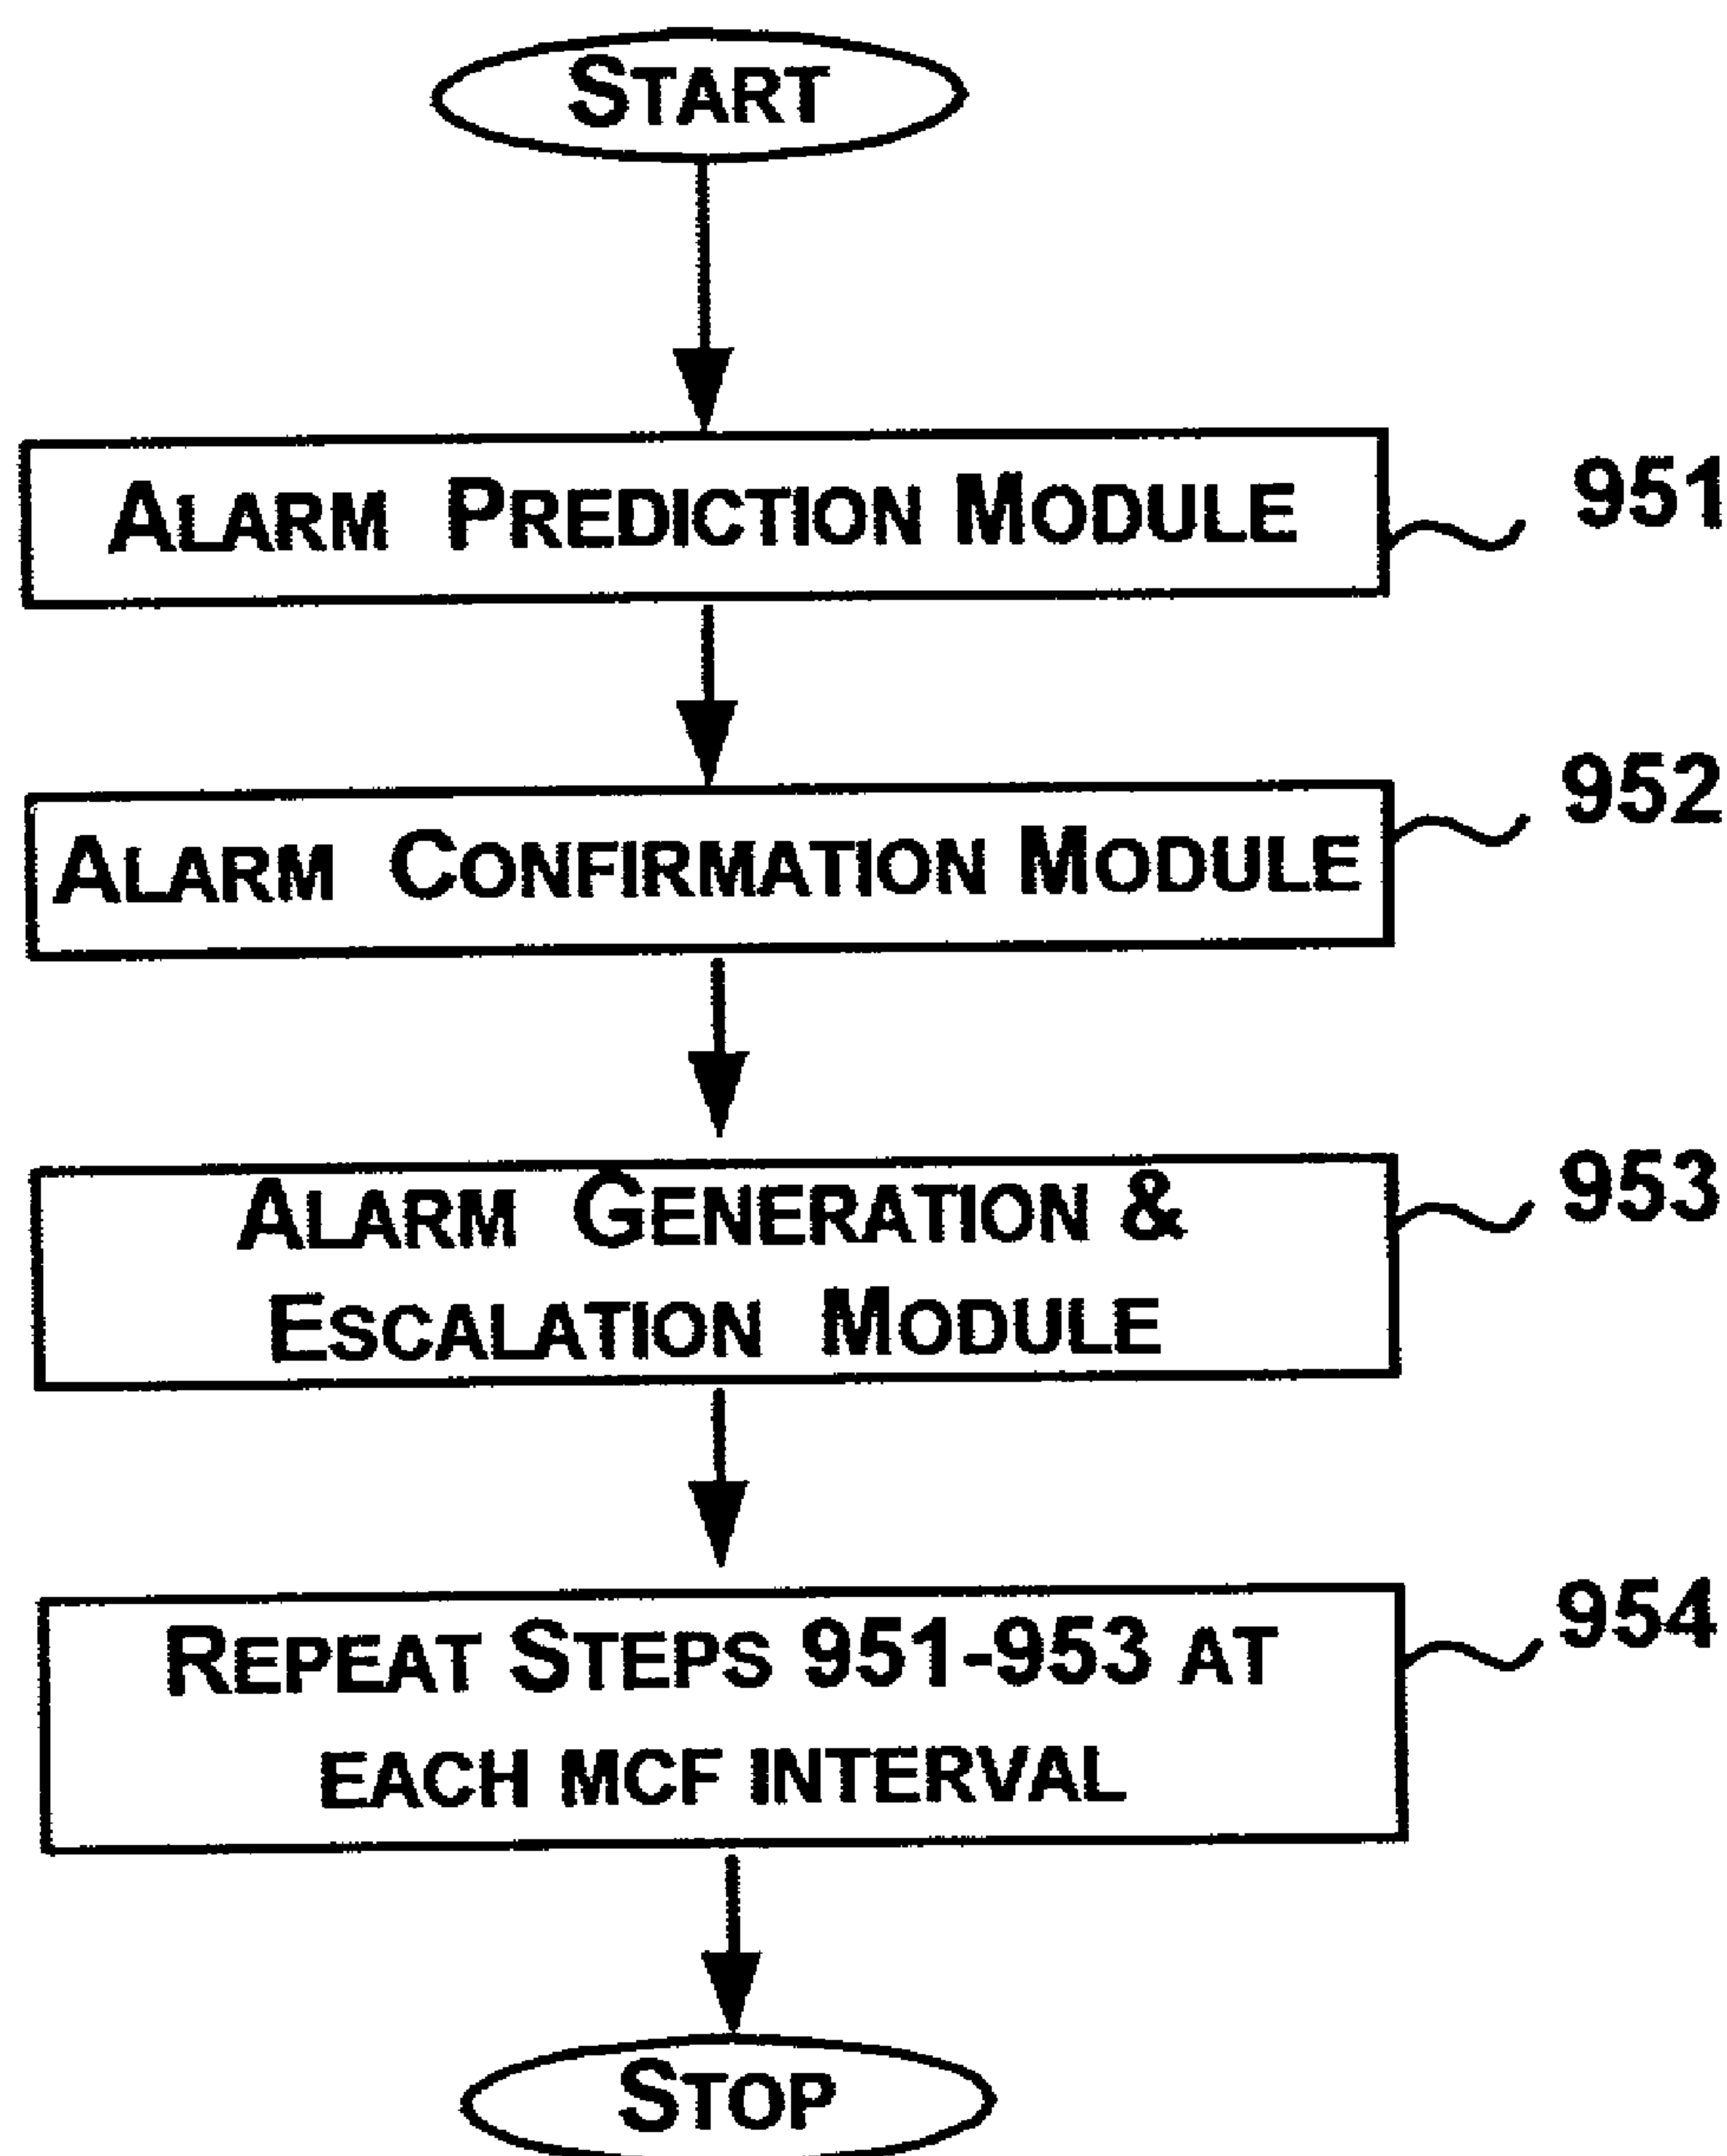 START
ALARM PREDICTION MODULE
951
ALARM CONFIRMATION MODULE
952
ALARM GENERATION &
ESCALATION MODULE
953
REPEAT STEPS 951-953 AT
EACH MCF INTERVAL
954
STOP